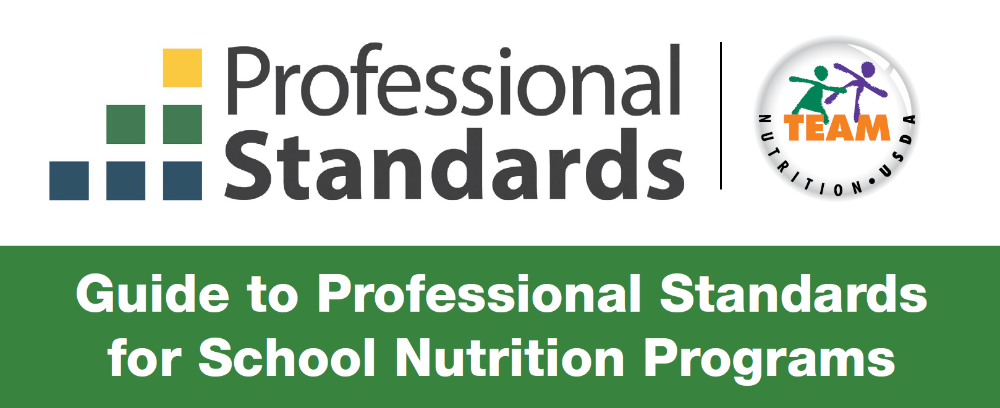 Professional
Standards
TEAM
NUTRITION • USDA
Guide to Professional Standards
for School Nutrition Programs